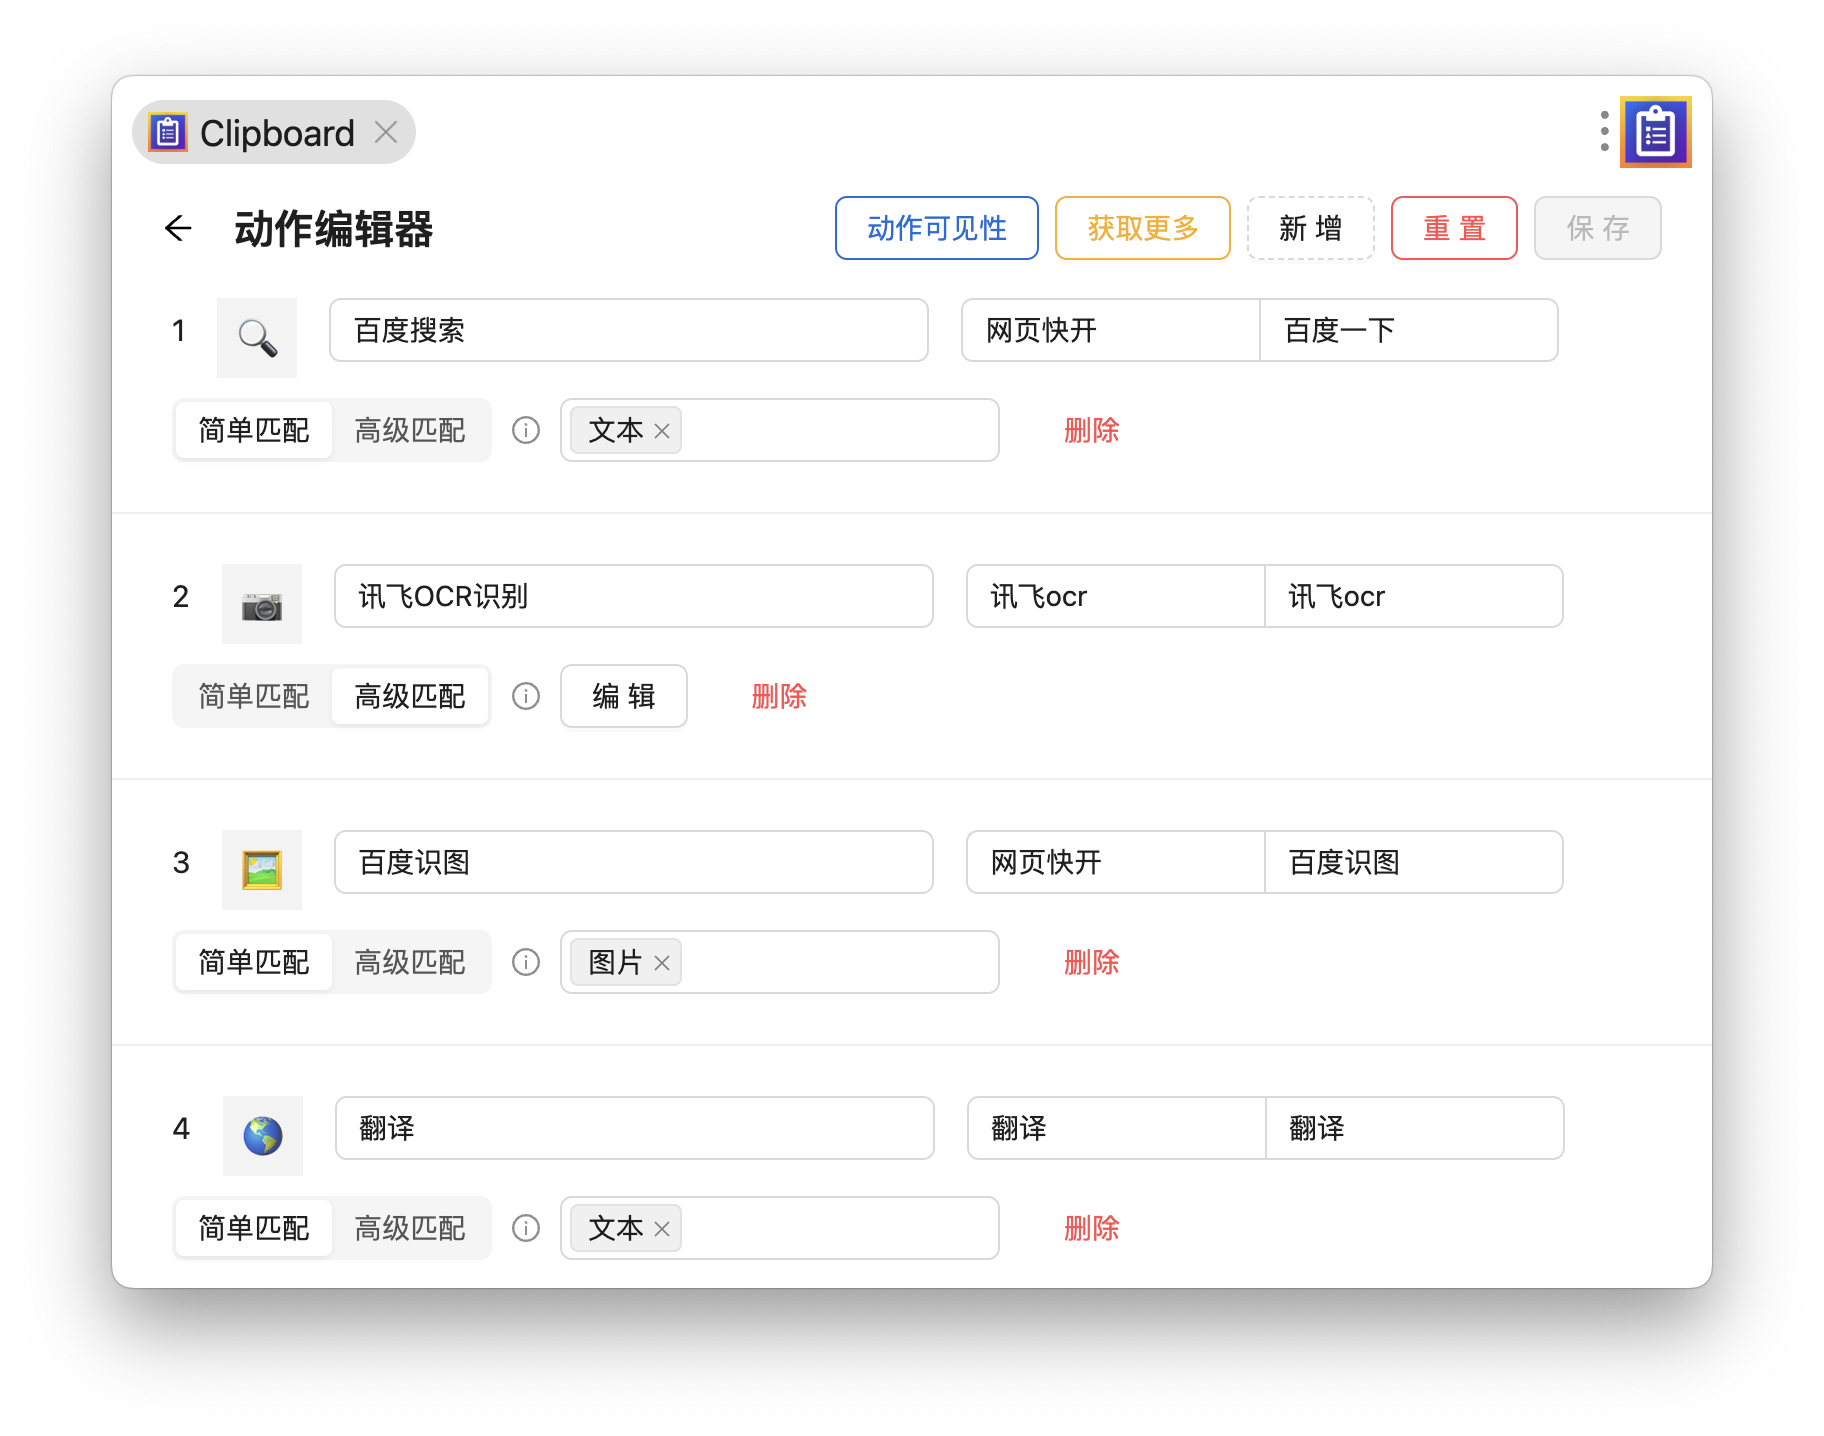 Clipboard
动作编辑器 动作可见性 获取更多 新增 重置 保存
1 百度搜索 网页快开 百度一下
简单匹配 高级匹配 文本 删除
2 讯飞OCR识别 讯飞ocr 讯飞ocr
简单匹配 高级匹配 编辑 删除
3 百度识图 网页快开 百度识图
简单匹配 高级匹配 图片 删除
4 翻译 翻译 翻译
简单匹配 高级匹配 文本 删除